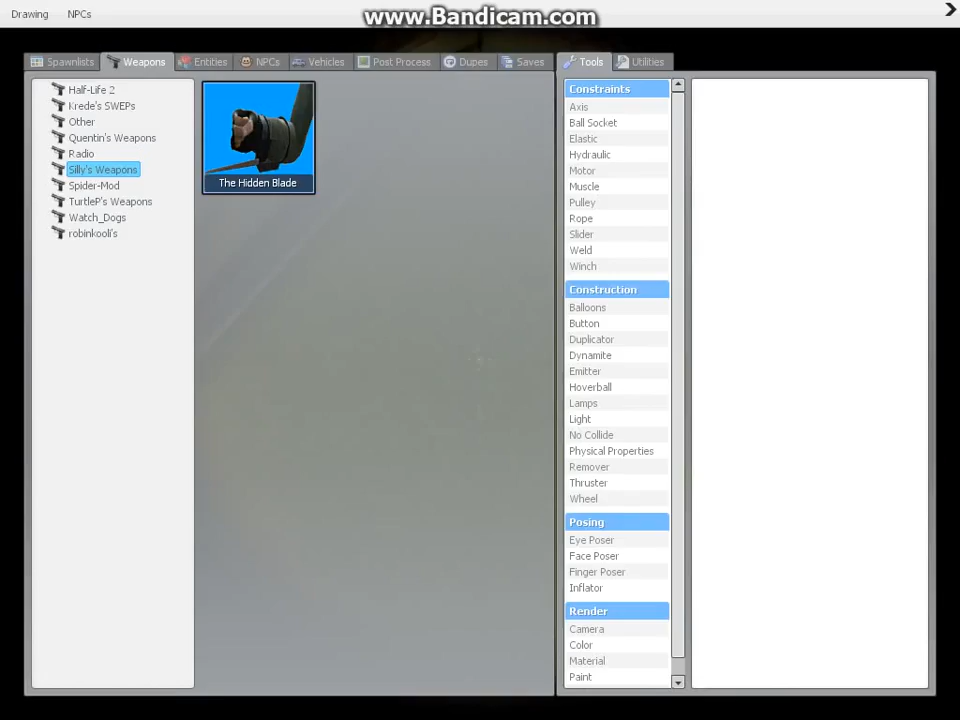 Drawing NPCs
www.Bandicam.com
Spawnlists Weapons Entities NPCs Vehicles Post Process Dupes Saves Tools Utilities
Half-Life 2
Krede's SWEPs
Other
Quentin's Weapons
Radio
Silly's Weapons
Spider-Mod
TurtleP's Weapons
Watch_Dogs
robinkooli's
The Hidden Blade
Constraints
Axis
Ball Socket
Elastic
Hydraulic
Motor
Muscle
Pulley
Rope
Slider
Weld
Winch
Construction
Balloons
Button
Duplicator
Dynamite
Emitter
Hoverball
Lamps
Light
No Collide
Physical Properties
Remover
Thruster
Wheel
Posing
Eye Poser
Face Poser
Finger Poser
Inflator
Render
Camera
Color
Material
Paint